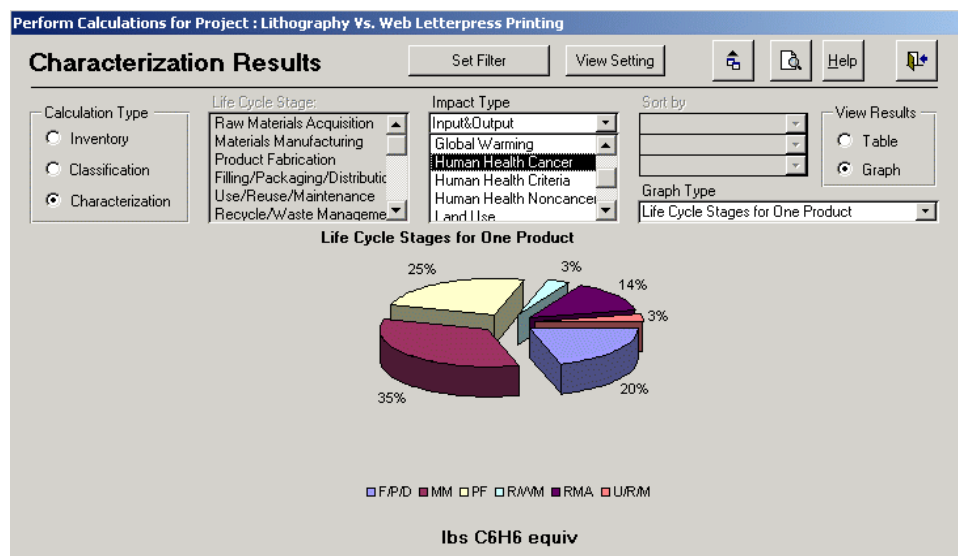 Perform Calculations for Project : Lithography Vs. Web Letterpress Printing
Characterization Results
Set Filter
View Setting
Help
Calculation Type
Inventory
Classification
Characterization
Life Cycle Stage:
Raw Materials Acquisition
Materials Manufacturing
Product Fabrication
Filling/Packaging/Distributic
Use/Reuse/Maintenance
Recycle/Waste Manageme
Impact Type
Input&Output
Global Warming
Human Health Cancer
Human Health Criteria
Human Health Noncancer
Land Use
Sort by
Graph Type
Life Cycle Stages for One Product
View Results
Table
Graph
Life Cycle Stages for One Product
25%
3%
14%
3%
35%
20%
F/P/D MM PF R/WM RMA U/R/M
lbs C6H6 equiv